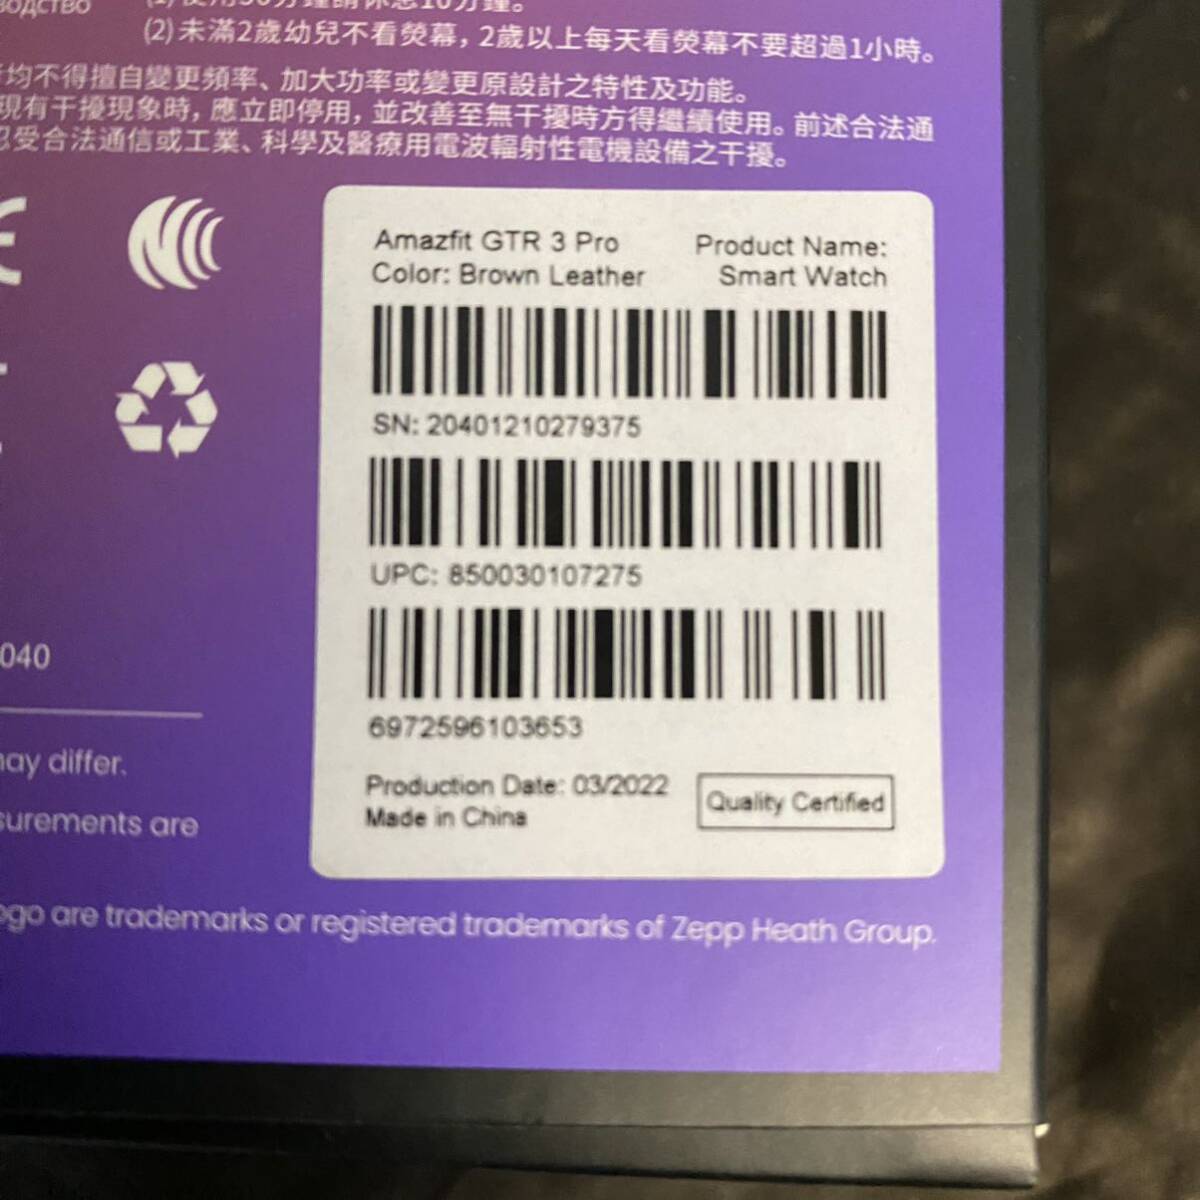 (2) 未滿2歲幼兒不看熒幕，2歲以上每天看熒幕不要超過1小時。
均不得擅自變更頻率、加大功率或變更原設計之特性及功能。
現有干擾現象時，應立即停用，並改善至無干擾時方得繼續使用。前述合法通
忍受合法通信或工業、科學及醫療用電波輻射性電機設備之干擾。
Amazfit GTR 3 Pro
Color: Brown Leather
Product Name:
Smart Watch
SN: 20401210279375
UPC: 850030107275
6972596103653
Production Date: 03/2022
Made in China
Quality Certified
040
may differ.
surements are
ogo are trademarks or registered trademarks of Zepp Heath Group.